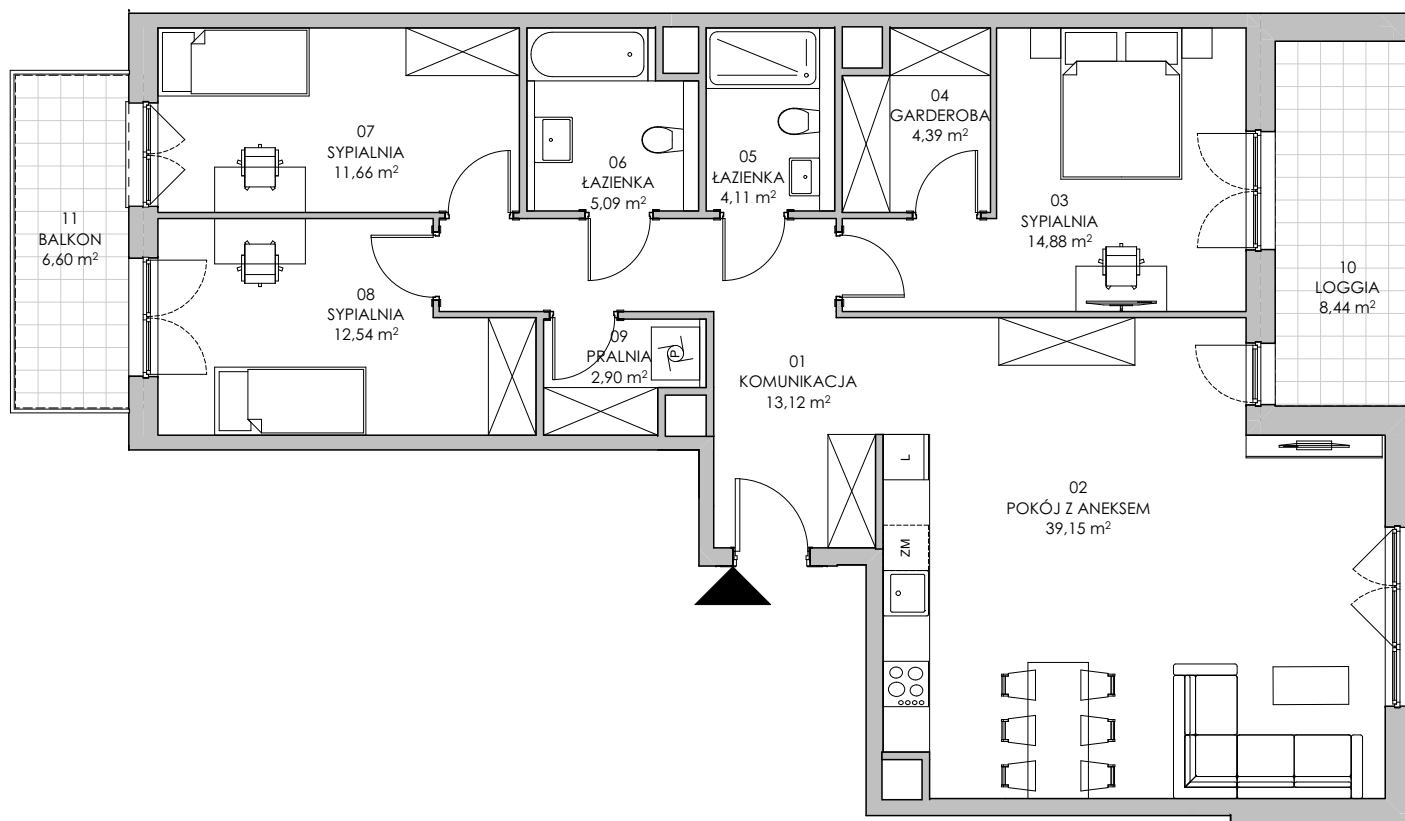 07
SYPIALNIA
11,66 m²
06
ŁAZIENKA
5,09 m²
05
ŁAZIENKA
4,11 m²
04
GARDEROBA
4,39 m²
03
SYPIALNIA
14,88 m²
11
BALKON
6,60 m²
10
LOGGIA
8,44 m²
08
SYPIALNIA
12,54 m²
09
PRALNIA
2,90 m²
P
01
KOMUNIKACJA
13,12 m²
L
ZM
02
POKÓJ Z ANEKSEM
39,15 m²